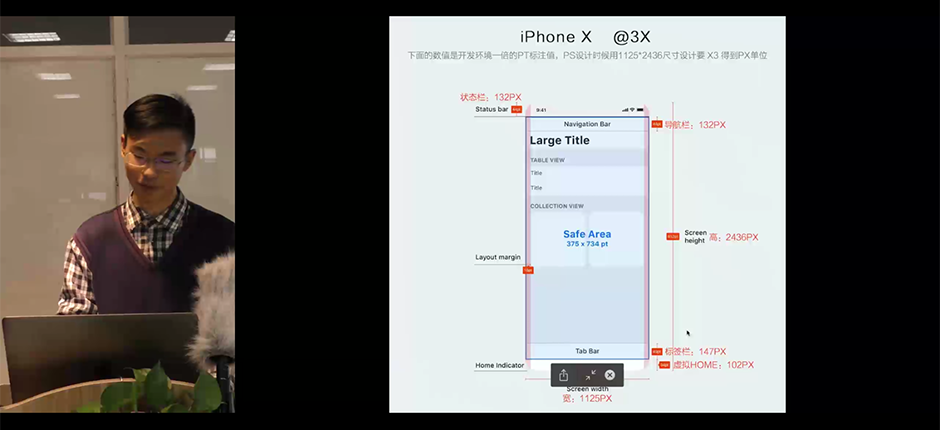 iPhone X @3X
下面的数值是开发环境一倍的PT标注值，PS设计时候用1125*2436尺寸设计要 X3 得到PX单位
状态栏：132PX
Status bar
9:41
Navigation Bar
导航栏：132PX
Large Title
TABLE VIEW
Title
Title
COLLECTION VIEW
Safe Area
375 x 734 pt
Screen height
高：2436PX
Layout margin
Tab Bar
标签栏：147PX
Home Indicator
虚拟HOME：102PX
Screen width
宽：1125PX